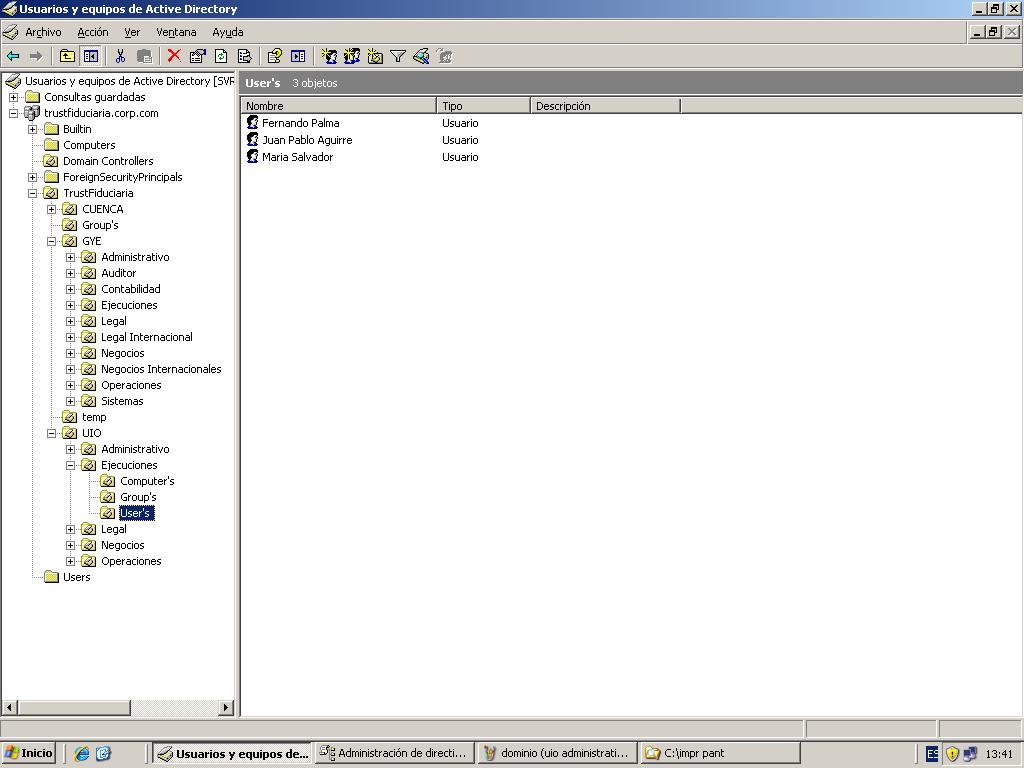 Usuarios y equipos de Active Directory
Archivo Acción Ver Ventana Ayuda
Usuarios y equipos de Active Directory [SVR
Consultas guardadas
trustfiduciaria.corp.com
Builtin
Computers
Domain Controllers
ForeignSecurityPrincipals
TrustFiduciaria
CUENCA
Group's
GYE
Administrativo
Auditor
Contabilidad
Ejecuciones
Legal
Legal Internacional
Negocios
Negocios Internacionales
Operaciones
Sistemas
temp
UIO
Administrativo
Ejecuciones
Computer's
Group's
User's
Legal
Negocios
Operaciones
Users
User's 3 objetos
Nombre Tipo Descripción
Fernando Palma Usuario
Juan Pablo Aguirre Usuario
Maria Salvador Usuario
Inicio
Usuarios y equipos de...
Administración de directi...
dominio (uio administrati...
C:\impr pant
ES
13:41